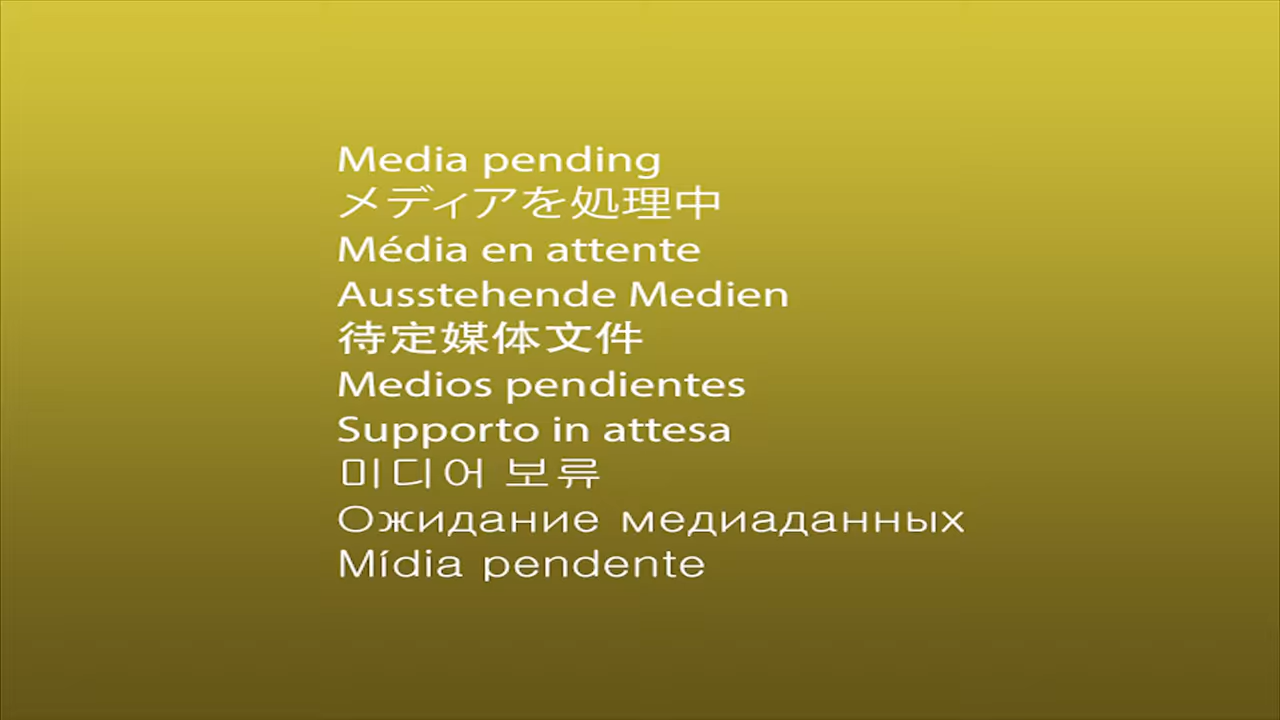 Media pending
メディアを処理中
Média en attente
Ausstehende Medien
待定媒体文件
Medios pendientes
Supporto in attesa
미디어 보류
Ожидание медиаданных
Mídia pendente